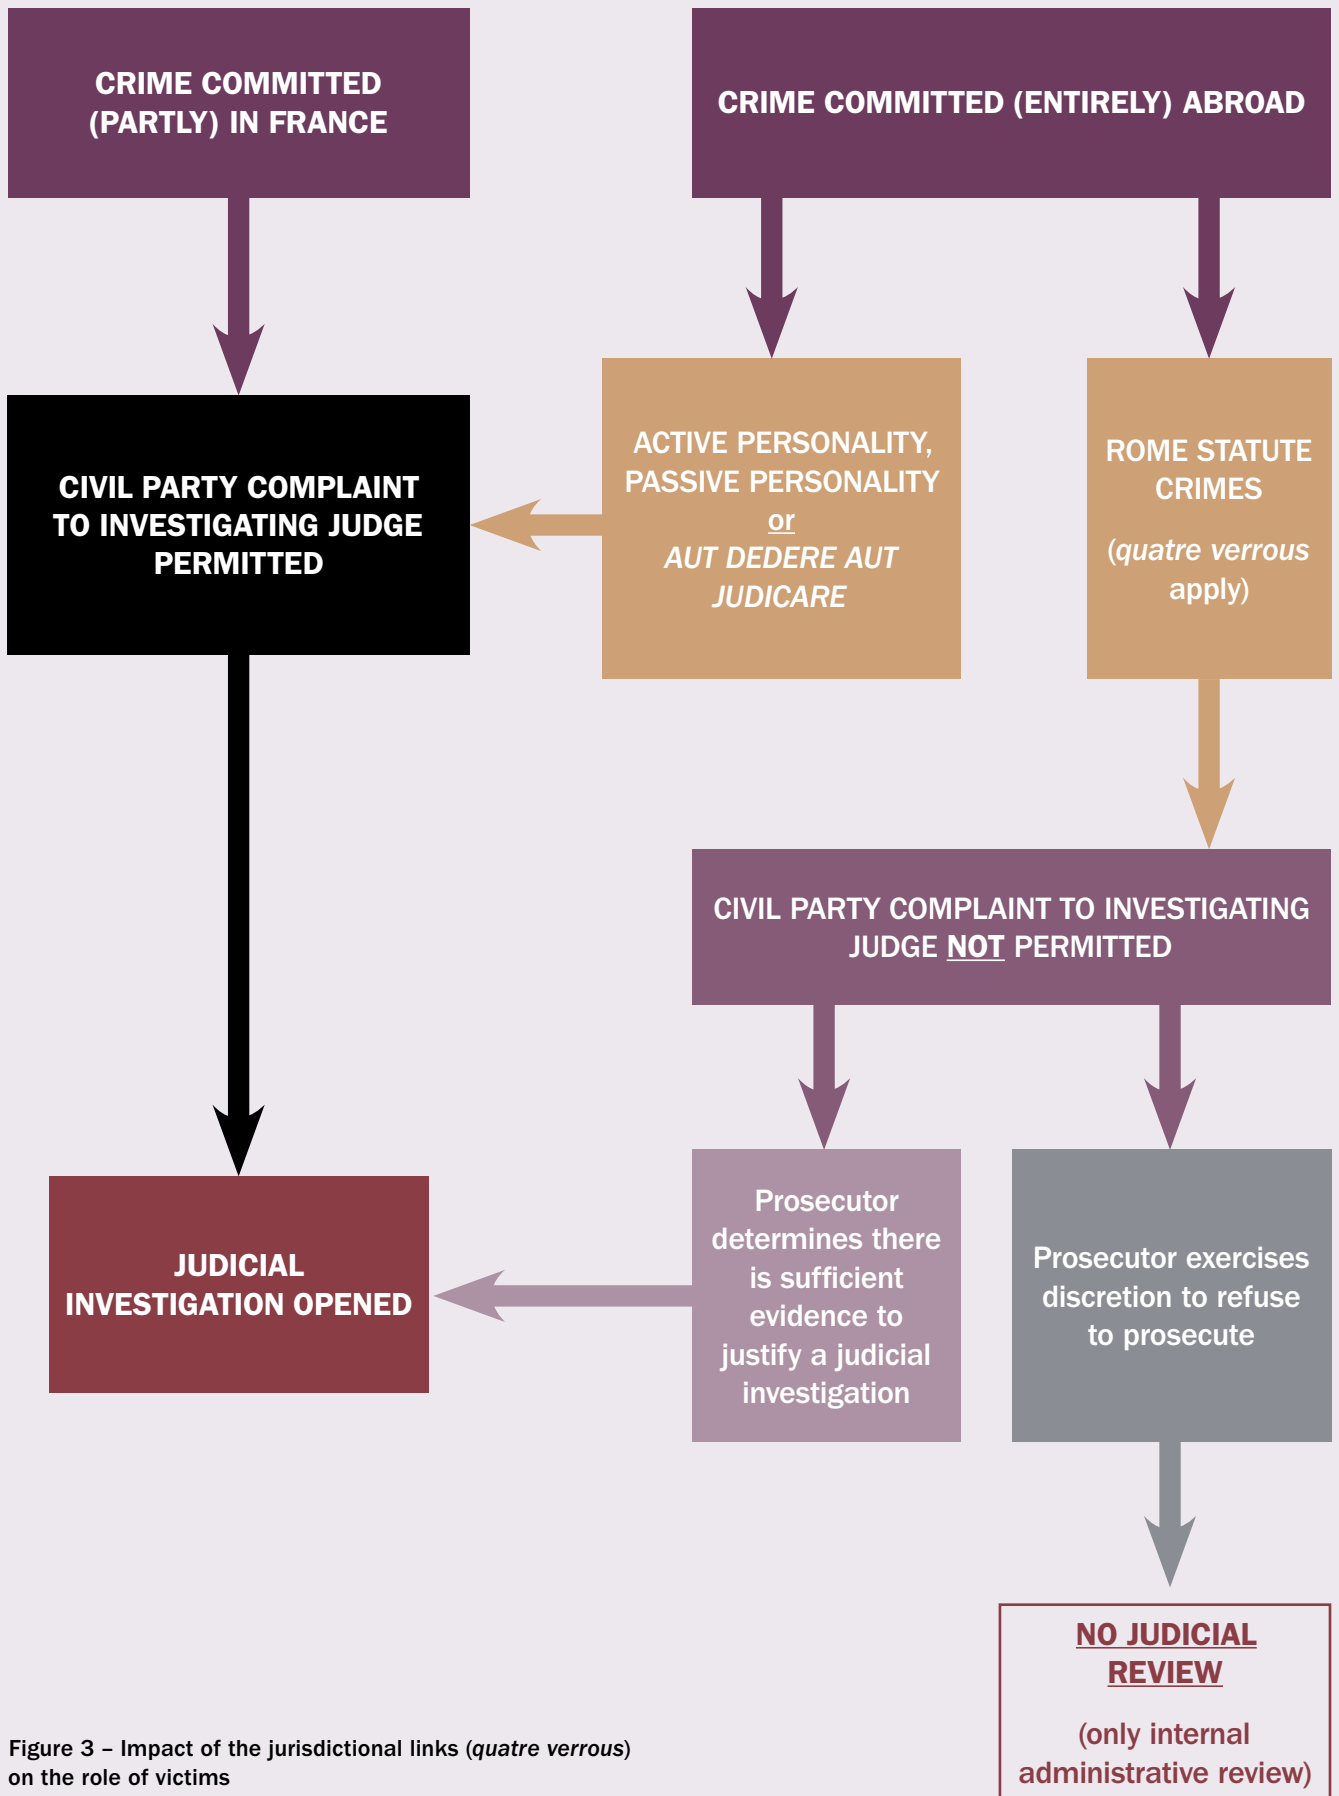 CRIME COMMITTED
(PARTLY) IN FRANCE
CRIME COMMITTED (ENTIRELY) ABROAD
CIVIL PARTY COMPLAINT
TO INVESTIGATING JUDGE
PERMITTED
ACTIVE PERSONALITY,
PASSIVE PERSONALITY
or
AUT DEDERE AUT
JUDICARE
ROME STATUTE
CRIMES
(quatre verrous
apply)
CIVIL PARTY COMPLAINT TO INVESTIGATING
JUDGE NOT PERMITTED
JUDICIAL
INVESTIGATION OPENED
Prosecutor
determines there
is sufficient
evidence to
justify a judicial
investigation
Prosecutor exercises
discretion to refuse
to prosecute
NO JUDICIAL
REVIEW
(only internal
administrative review)
Figure 3 – Impact of the jurisdictional links (quatre verrous)
on the role of victims